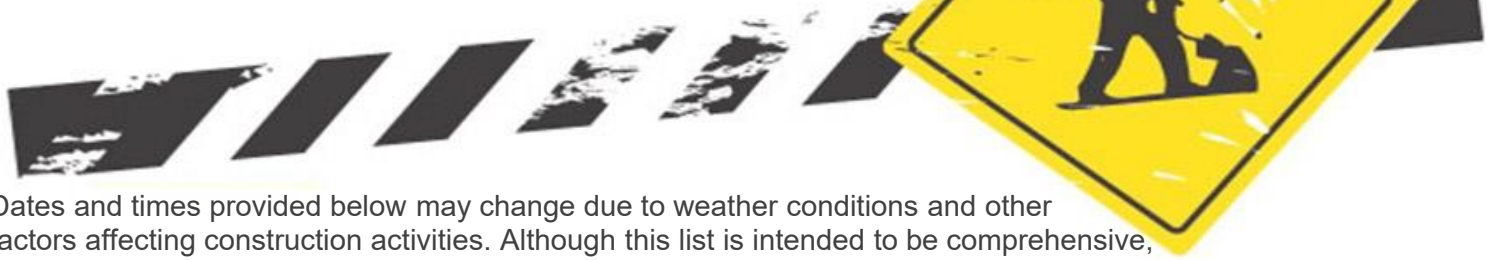 Dates and times provided below may change due to weather conditions and other
actors affecting construction activities. Although this list is intended to be comprehensive,